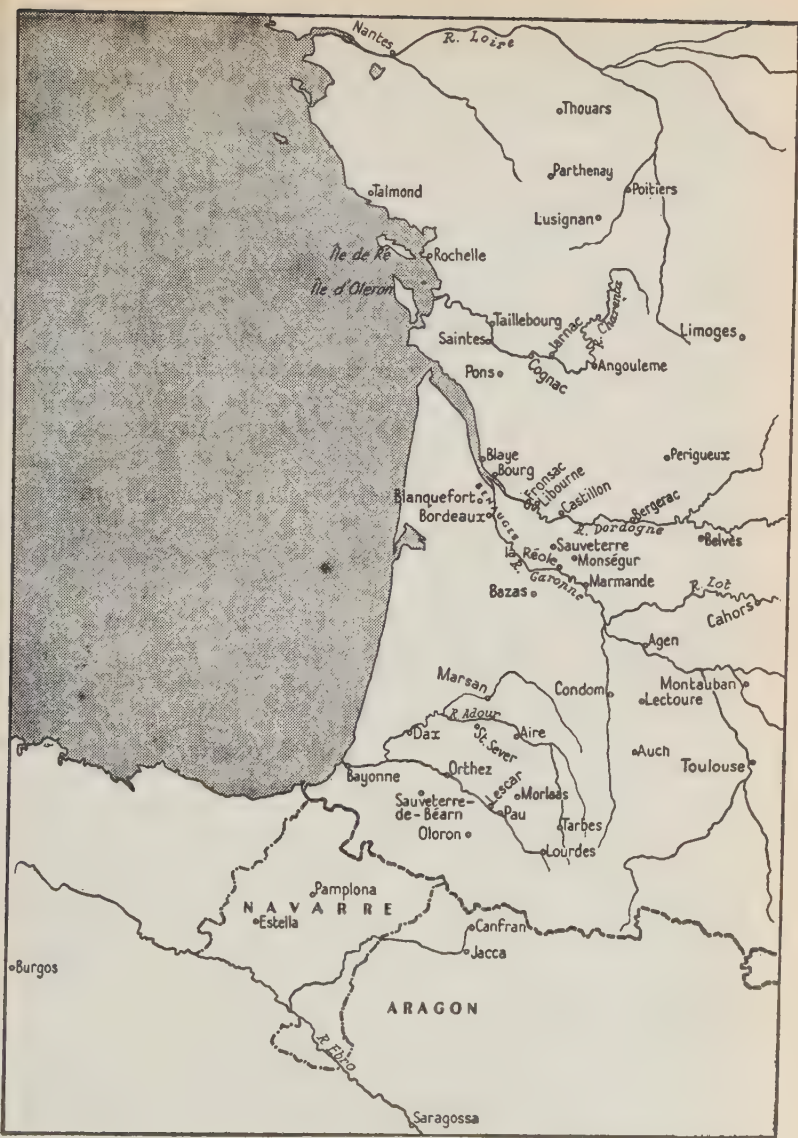 Nantes
R. Loire
Thouars
Parthenay
Talmond
Poitiers
Lusignan
Île de Ré
Rochelle
Île d'Oleron
R. Charente
Taillebourg
Jarnac
Limoges
Saintes
Cognac
Angouleme
Pons
Blaye
Perigueux
Bourg
Fronsac
Libourne
Blanquefort
BENAUGES
Castillon
Bergerac
Bordeaux
R. Dordogne
Belvès
Sauveterre
la Réole
Monségur
R. Garonne
Marmande
R. Lot
Bazas
Cahors
Agen
Marsan
Condom
Montauban
Lectoure
R. Adour
Dax
St. Sever
Aire
Auch
Toulouse
Bayonne
Orthez
Lescar
Morlaas
Sauveterre-
de-Béarn
Pau
Tarbes
Oloron
Lourdes
Pamplona
NAVARRE
Estella
Canfran
Jacca
Burgos
ARAGON
R. Ebro
Saragossa